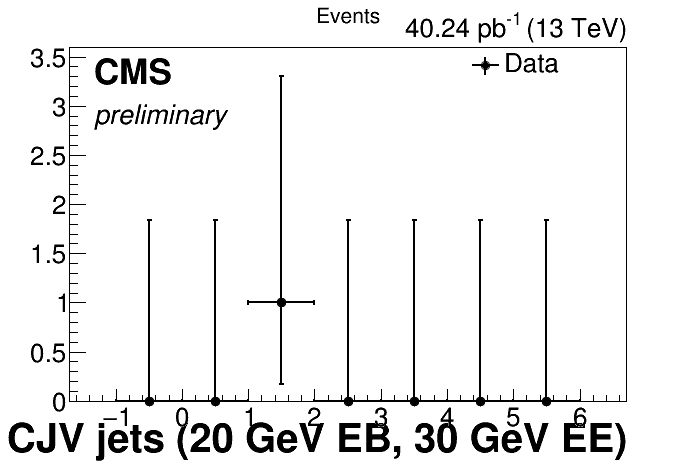 Events
40.24 pb-1 (13 TeV)
CMS
preliminary
Data
3.5
3
2.5
2
1.5
1
0.5
0
−1 0 1 2 3 4 5 6
CJV jets (20 GeV EB, 30 GeV EE)